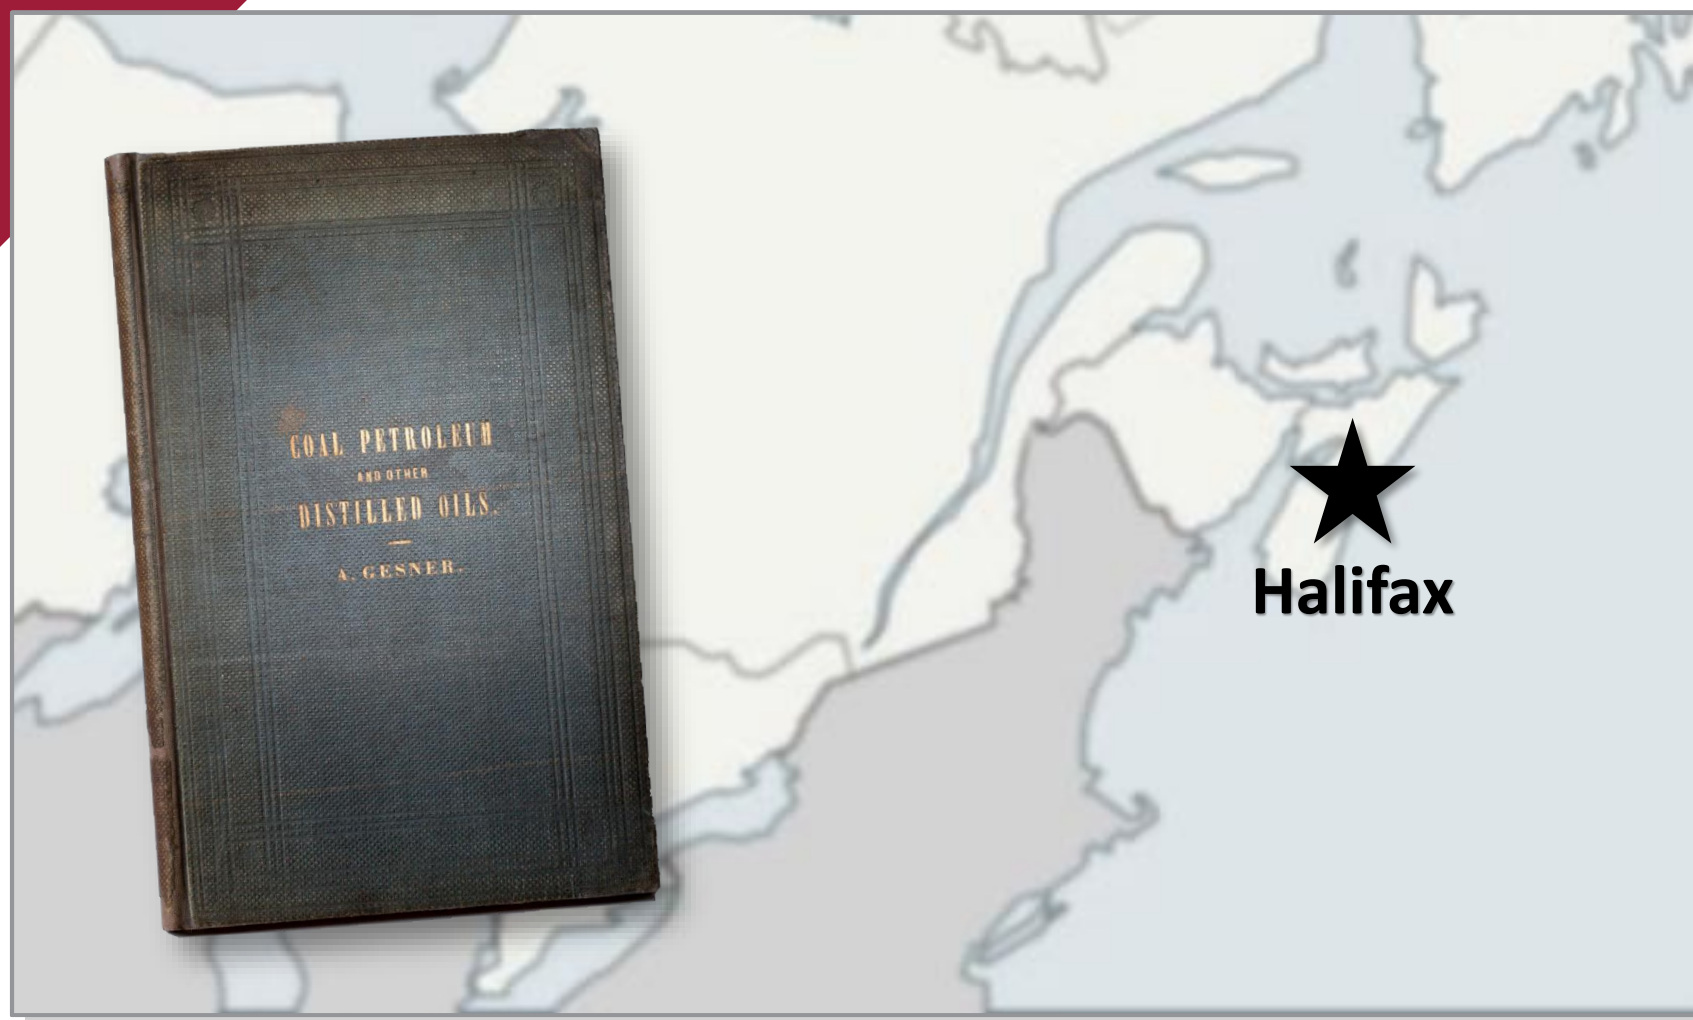 COAL PETROLEUM
AND OTHER
DISTILLED OILS.
A. GESNER.
Halifax